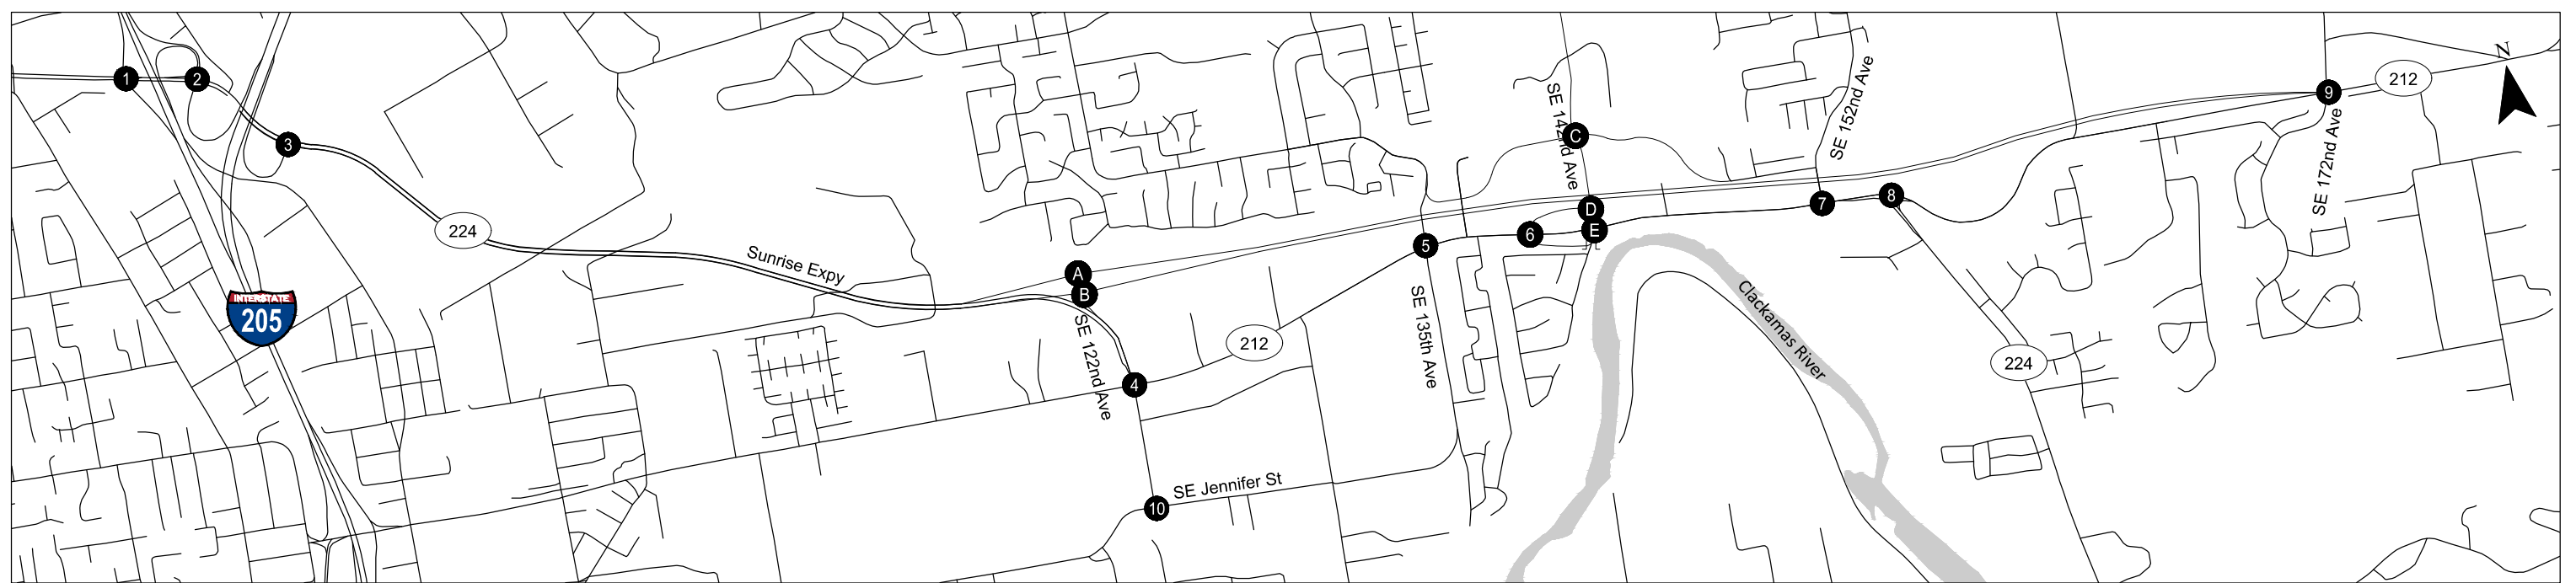 N
1
2
3
224
INTERSTATE
205
Sunrise Expy
A
B
SE 122nd Ave
4
212
10
SE Jennifer St
5
SE 135th Ave
SE 142nd Ave
C
D
E
6
Clackamas River
SE 152nd Ave
7
8
224
9
212
SE 172nd Ave